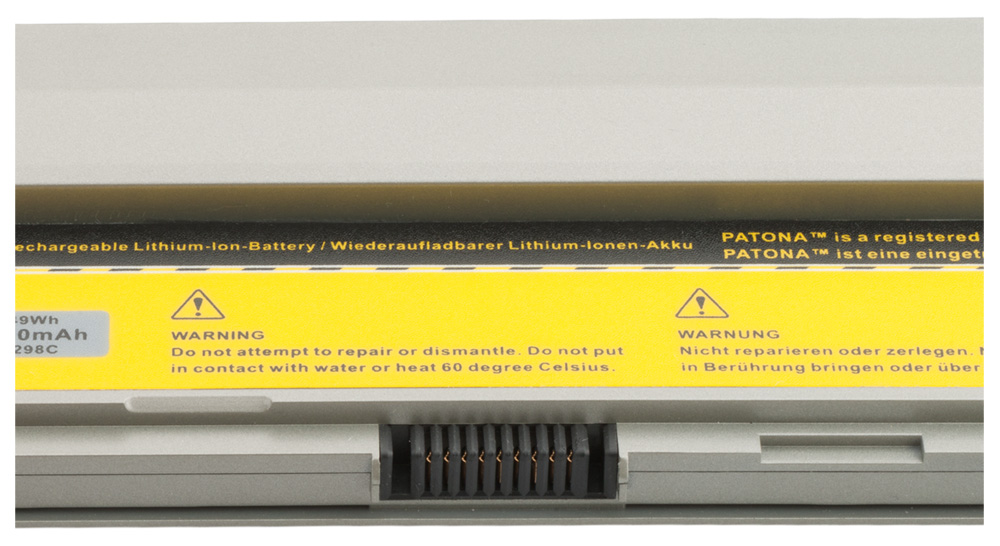 echargeable Lithium-Ion-Battery / Wiederaufladbarer Lithium-Ionen-Akku
PATONA™ is a registered
PATONA™ ist eine einget
9Wh
0mAh
298C
WARNING
Do not attempt to repair or dismantle. Do not put
in contact with water or heat 60 degree Celsius.
WARNUNG
Nicht reparieren oder zerlegen.
in Berührung bringen oder über